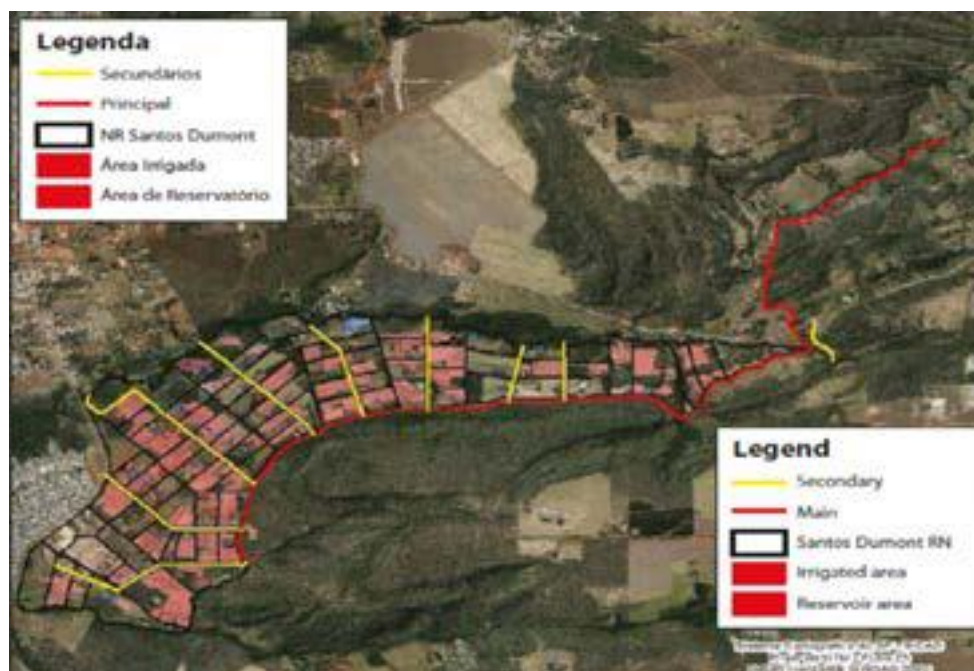 Legenda
Secundários
Principal
NR Santos Dumont
Área Irrigada
Área de Reservatório
Legend
Secondary
Main
Santos Dumont RN
Irrigated area
Reservoir area